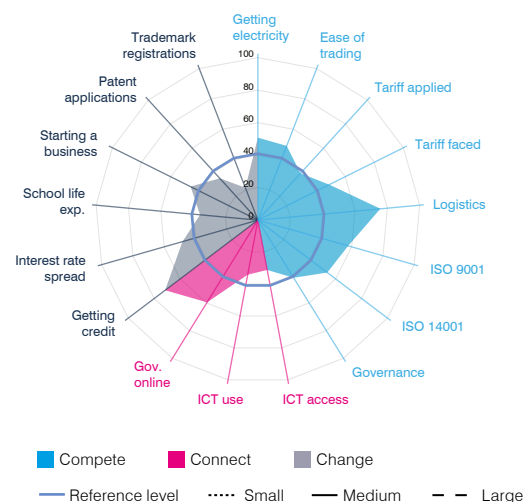 Getting
electricity
Ease of
trading
Tariff applied
Tariff faced
Logistics
ISO 9001
ISO 14001
Governance
ICT access
ICT use
Gov.
online
Getting
credit
Interest rate
spread
School life
exp.
Starting a
business
Patent
applications
Trademark
registrations
100
80
60
40
20
0
Compete
Connect
Change
Reference level
Small
Medium
Large